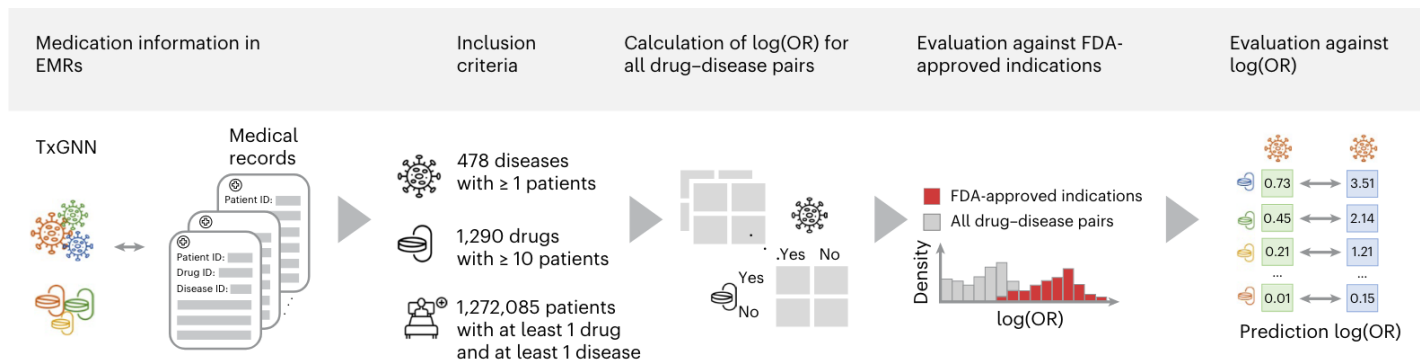 Medication information in
EMRs
Inclusion
criteria
Calculation of log(OR) for
all drug–disease pairs
Evaluation against FDA-
approved indications
Evaluation against
log(OR)
TxGNN
Medical
records
Patient ID:
Patient ID:
Drug ID:
Disease ID:
478 diseases
with ≥ 1 patients
1,290 drugs
with ≥ 10 patients
1,272,085 patients
with at least 1 drug
and at least 1 disease
Yes No
Yes
No
FDA-approved indications
All drug–disease pairs
Density
log(OR)
0.73 3.51
0.45 2.14
0.21 1.21
... ...
0.01 0.15
Prediction log(OR)